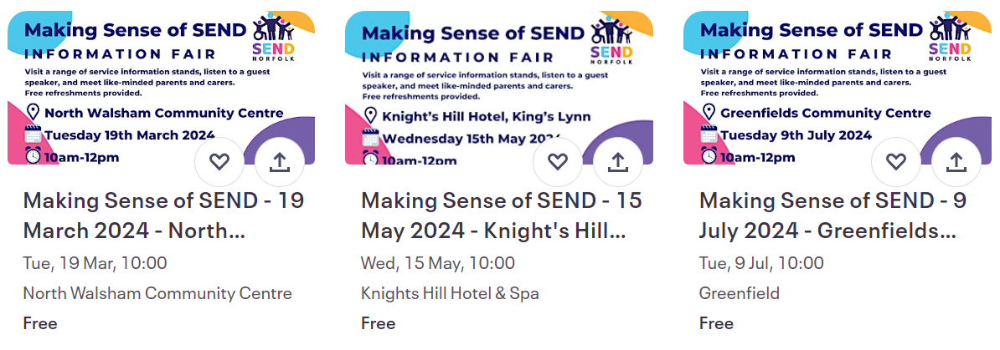 Making Sense of SEND
SEND
NORFOLK
INFORMATION FAIR
Visit a range of service information stands, listen to a guest
speaker, and meet like-minded parents and carers.
Free refreshments provided.
North Walsham Community Centre
Tuesday 19th March 2024
10am-12pm
Making Sense of SEND - 19
March 2024 - North...
Tue, 19 Mar, 10:00
North Walsham Community Centre
Free
Making Sense of SEND
SEND
NORFOLK
INFORMATION FAIR
Visit a range of service information stands, listen to a guest
speaker, and meet like-minded parents and carers.
Free refreshments provided.
Knight's Hill Hotel, King's Lynn
Wednesday 15th May 2024
10am-12pm
Making Sense of SEND - 15
May 2024 - Knight's Hill...
Wed, 15 May, 10:00
Knights Hill Hotel & Spa
Free
Making Sense of SEND
SEND
NORFOLK
INFORMATION FAIR
Visit a range of service information stands, listen to a guest
speaker, and meet like-minded parents and carers.
Free refreshments provided.
Greenfields Community Centre
Tuesday 9th July 2024
10am-12pm
Making Sense of SEND - 9
July 2024 - Greenfields...
Tue, 9 Jul, 10:00
Greenfield
Free